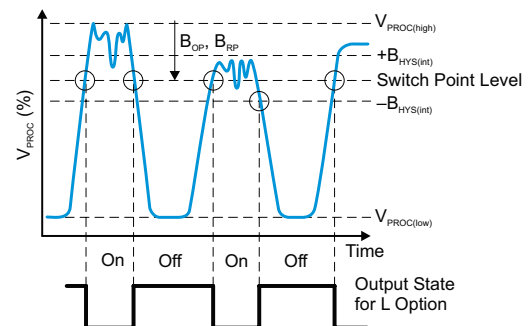 V_PROC(high)
B_OP, B_RP
+B_HYS(int)
Switch Point Level
–B_HYS(int)
V_PROC (%)
V_PROC(low)
Time
On Off On Off
Output State
for L Option